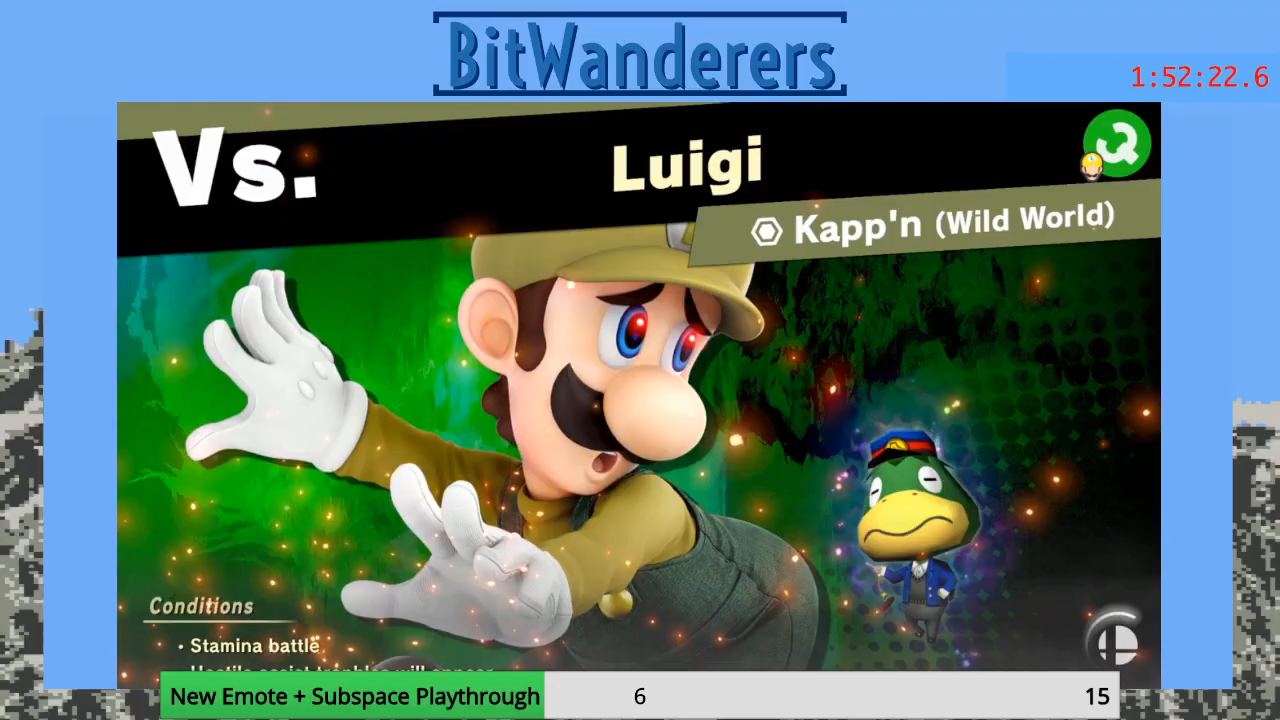 BitWanderers
1:52:22.6
Vs.
Luigi
Kapp'n (Wild World)
Conditions
• Stamina battle
New Emote + Subspace Playthrough 6 15